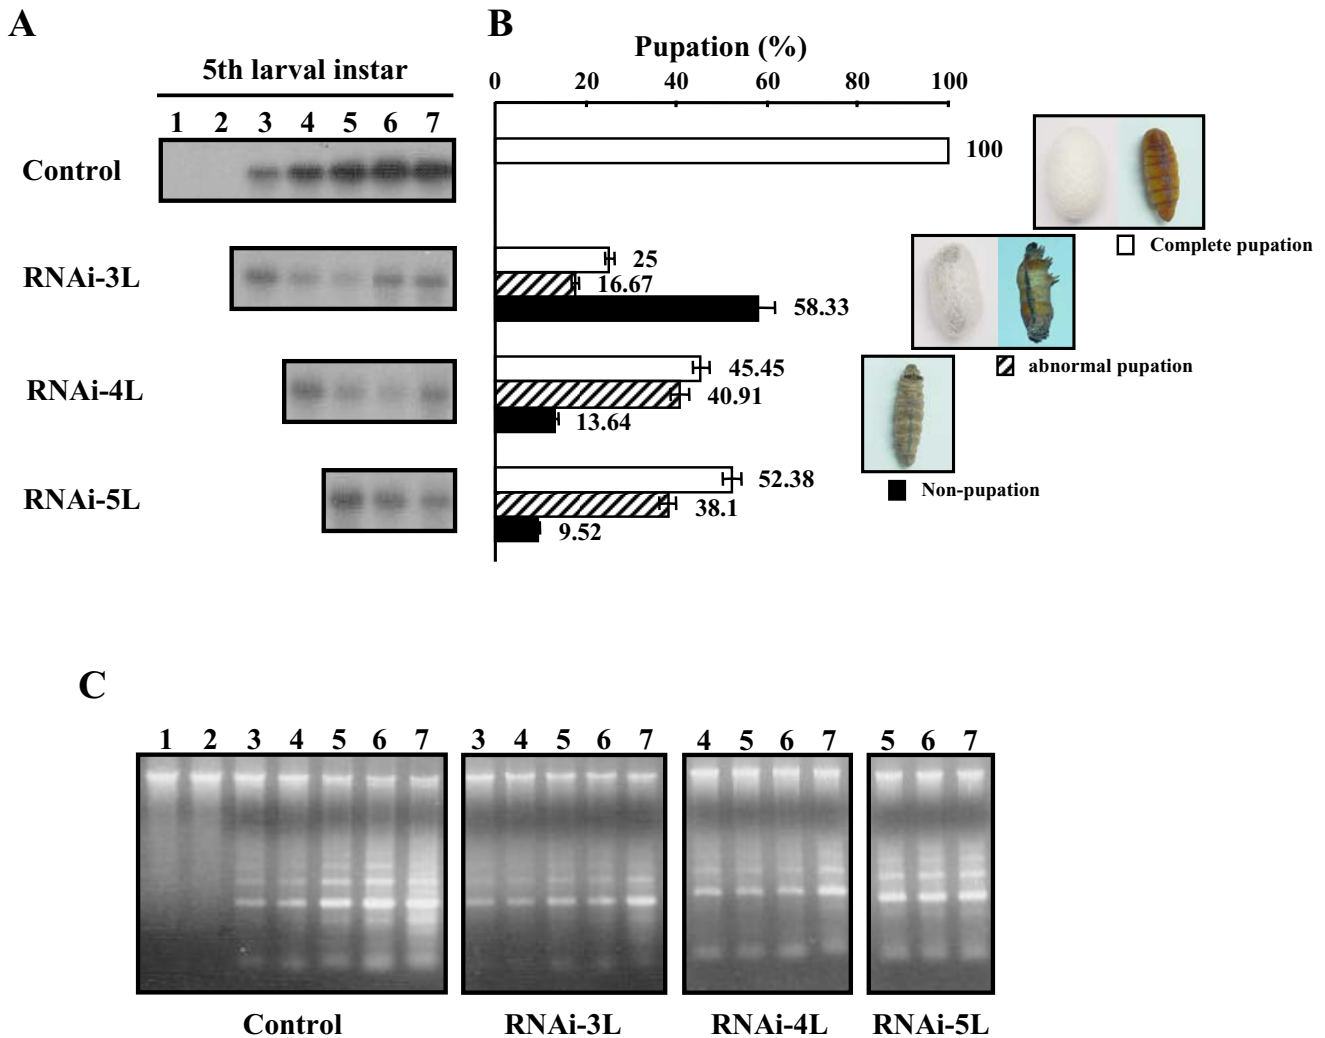 A
B
Pupation (%)
5th larval instar
0 20 40 60 80 100
1 2 3 4 5 6 7
Control
100
Complete pupation
RNAi-3L
25
16.67
58.33
abnormal pupation
RNAi-4L
45.45
40.91
13.64
RNAi-5L
52.38
38.1
9.52
Non-pupation
C
1 2 3 4 5 6 7 3 4 5 6 7 4 5 6 7 5 6 7
Control RNAi-3L RNAi-4L RNAi-5L